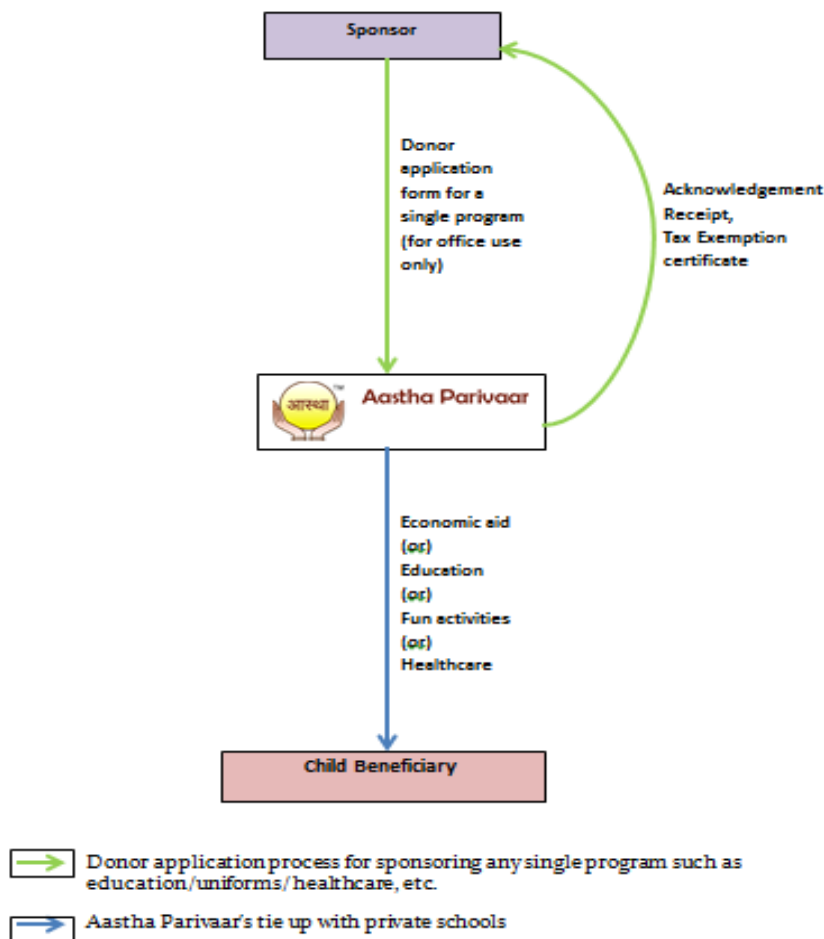 Sponsor
Donor
application
form for a
single program
(for office use
only)
Acknowledgement
Receipt,
Tax Exemption
certificate
आस्था
TM
Aastha Parivaar
Economic aid
(or)
Education
(or)
Fun activities
(or)
Healthcare
Child Beneficiary
Donor application process for sponsoring any single program such as
education/uniforms/healthcare, etc.
Aastha Parivaar's tie up with private schools